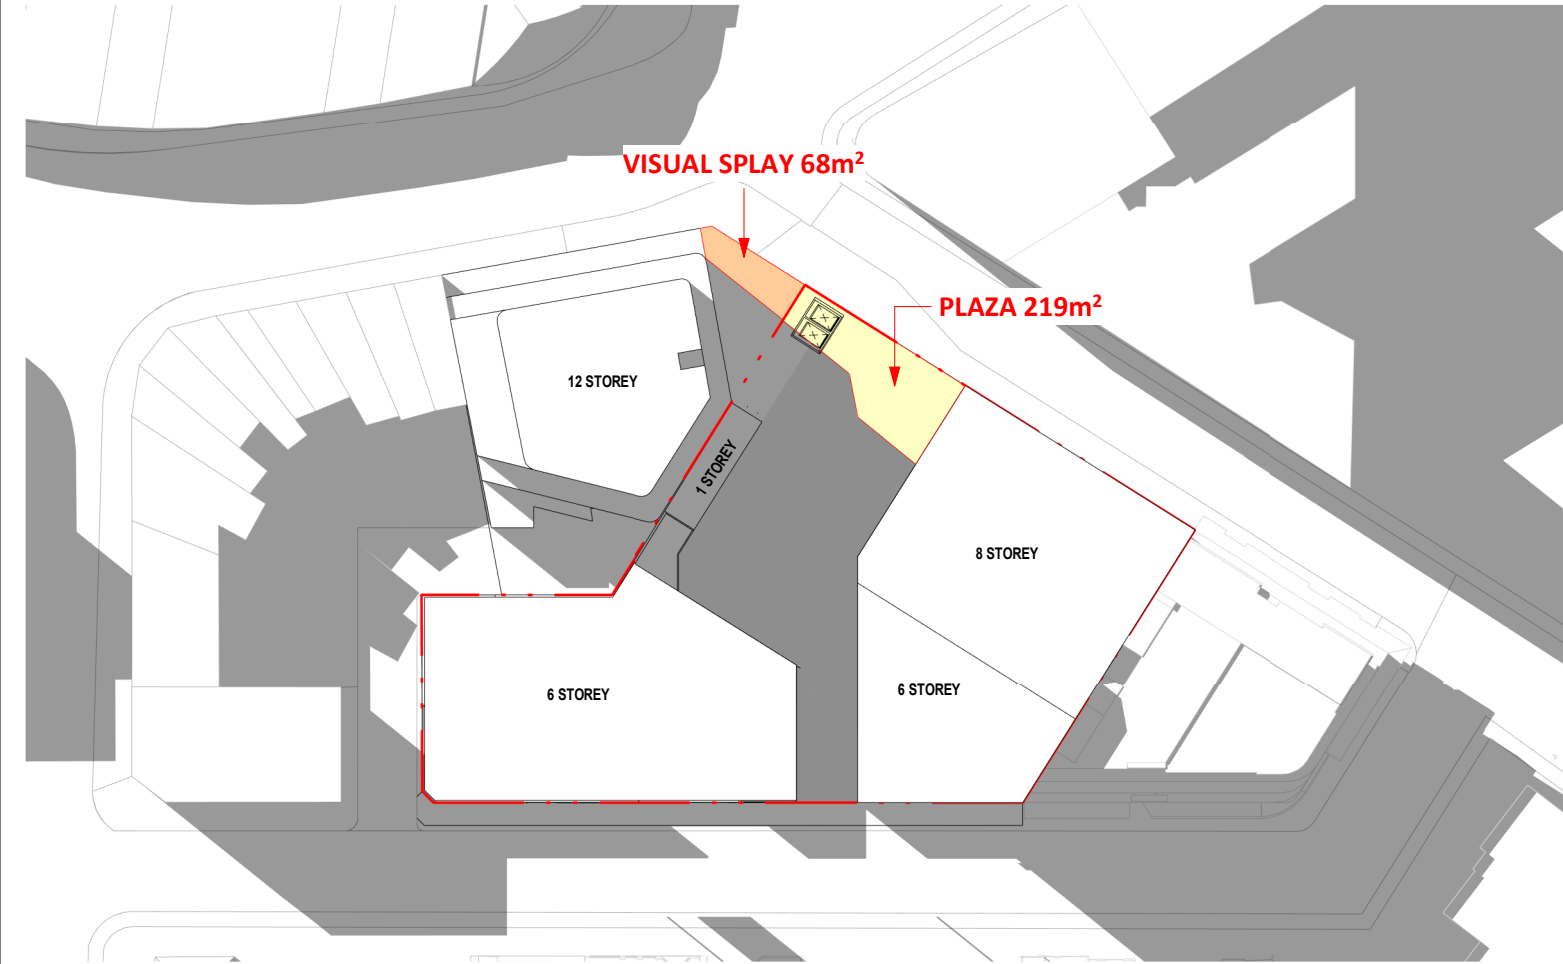 VISUAL SPLAY 68m²
PLAZA 219m²
12 STOREY
1 STOREY
8 STOREY
6 STOREY
6 STOREY